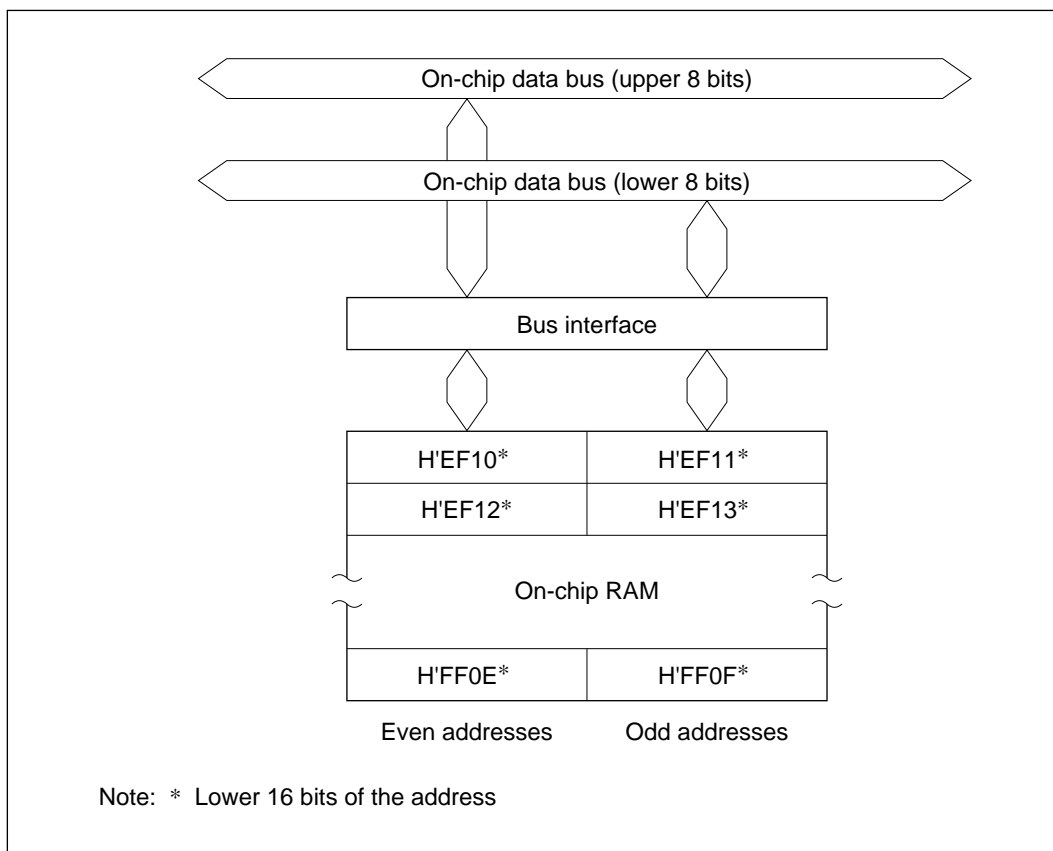 On-chip data bus (upper 8 bits)
On-chip data bus (lower 8 bits)
Bus interface
H'EF10* H'EF11*
H'EF12* H'EF13*
On-chip RAM
H'FF0E* H'FF0F*
Even addresses Odd addresses
Note: * Lower 16 bits of the address